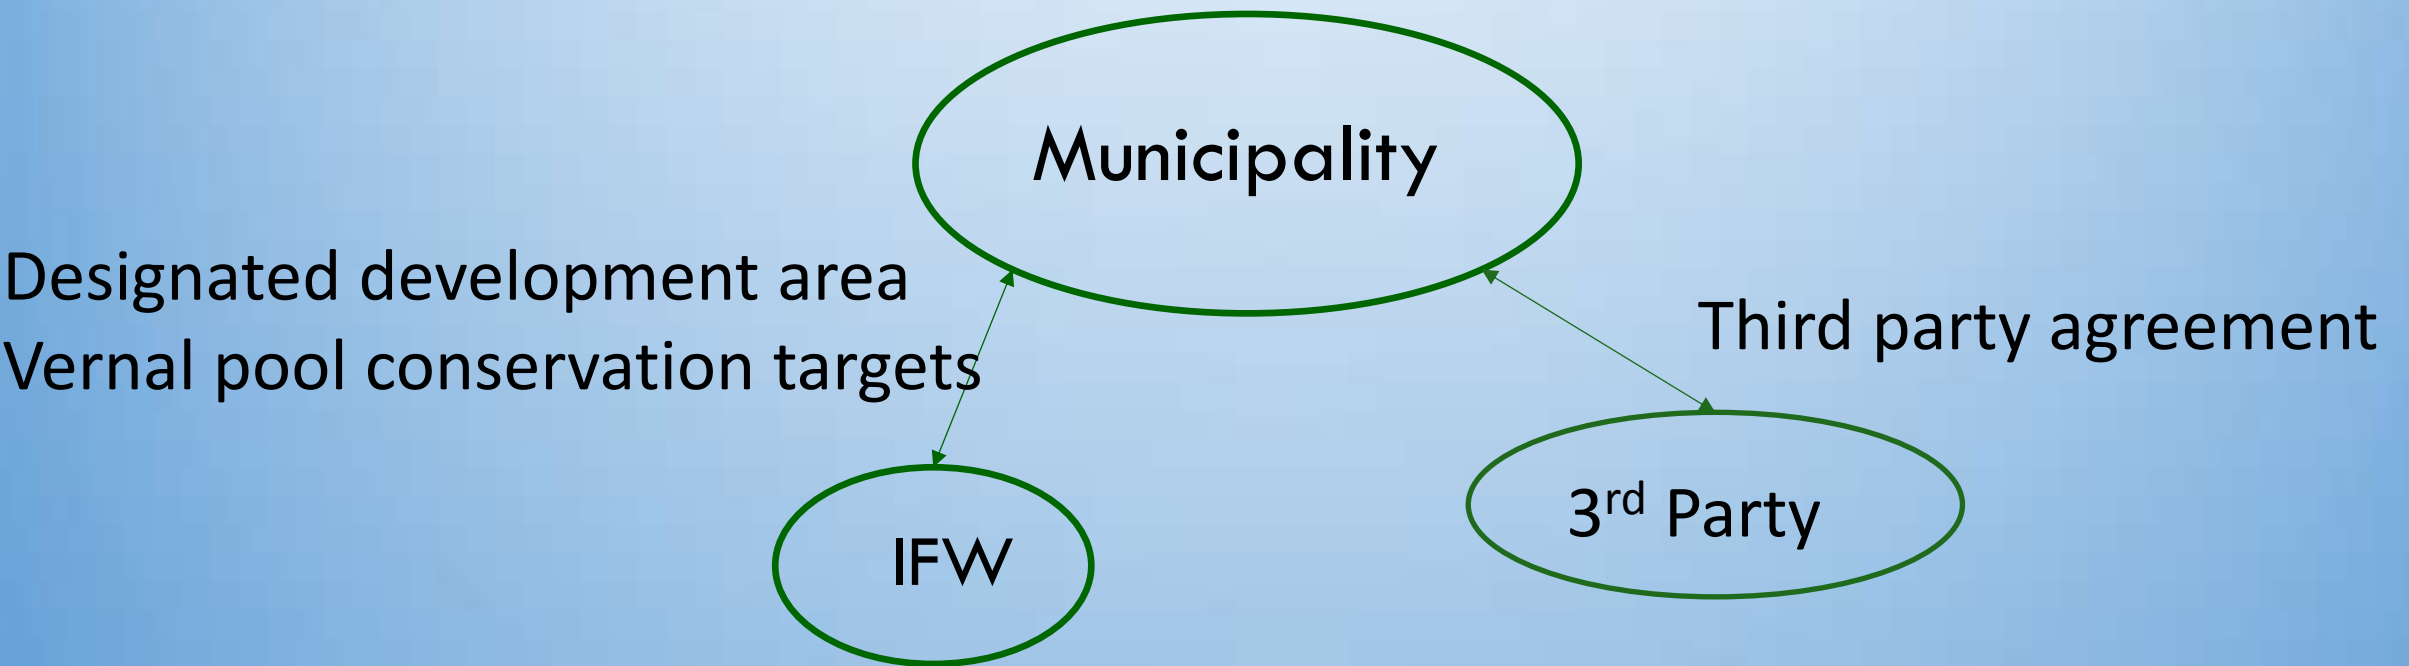 Municipality
Designated development area
Vernal pool conservation targets
Third party agreement
3rd Party
IFW